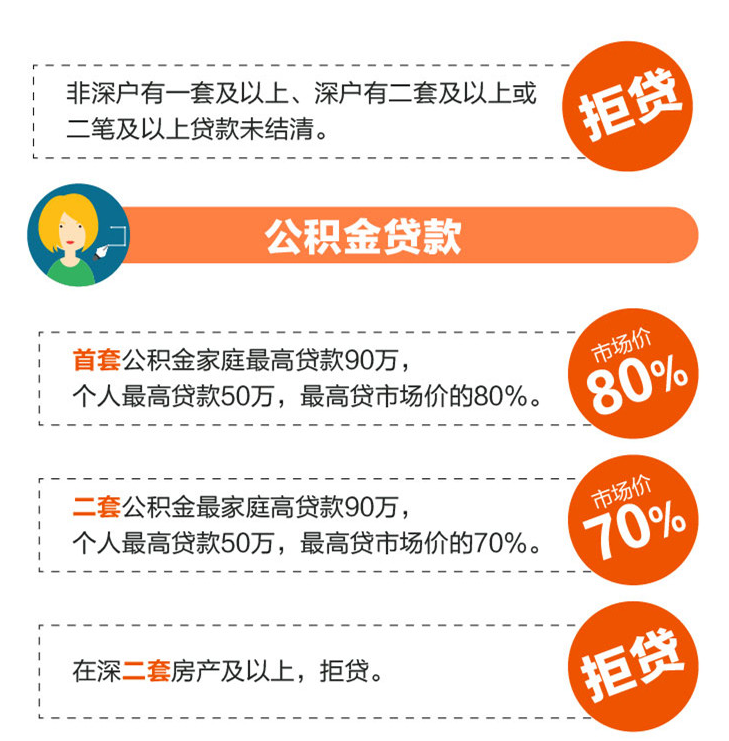 非深户有一套及以上、深户有二套及以上或
二笔及以上贷款未结清。
拒贷
公积金贷款
首套公积金家庭最高贷款90万，
个人最高贷款50万，最高贷市场价的80%。
市场价
80%
二套公积金最家庭高贷款90万，
个人最高贷款50万，最高贷市场价的70%。
市场价
70%
在深二套房产及以上，拒贷。
拒贷